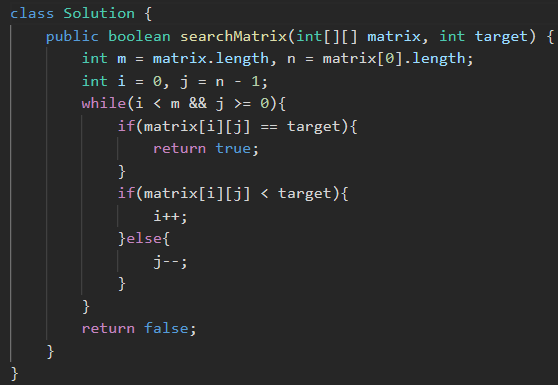 class Solution {
    public boolean searchMatrix(int[][] matrix, int target) {
        int m = matrix.length, n = matrix[0].length;
        int i = 0, j = n - 1;
        while(i < m && j >= 0){
            if(matrix[i][j] == target){
                return true;
            }
            if(matrix[i][j] < target){
                i++;
            }else{
                j--;
            }
        }
        return false;
    }
}